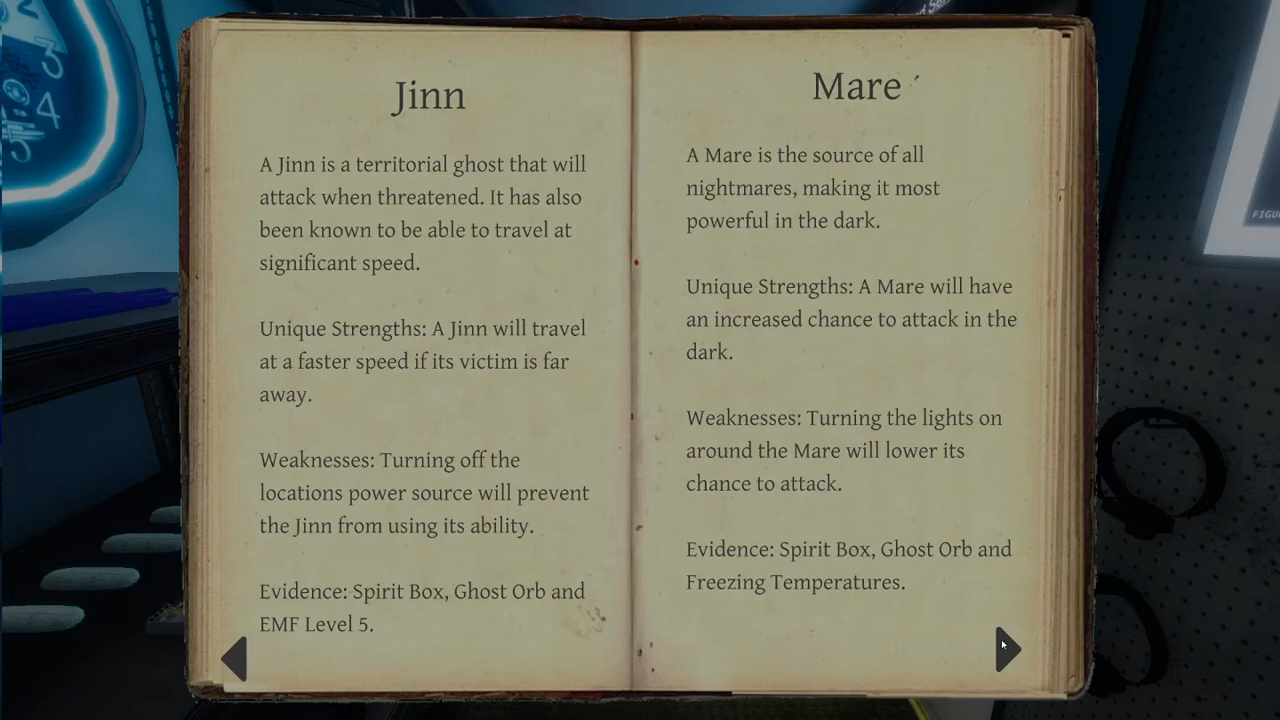 Jinn
A Jinn is a territorial ghost that will
attack when threatened. It has also
been known to be able to travel at
significant speed.
Unique Strengths: A Jinn will travel
at a faster speed if its victim is far
away.
Weaknesses: Turning off the
locations power source will prevent
the Jinn from using its ability.
Evidence: Spirit Box, Ghost Orb and
EMF Level 5.
Mare
A Mare is the source of all
nightmares, making it most
powerful in the dark.
Unique Strengths: A Mare will have
an increased chance to attack in the
dark.
Weaknesses: Turning the lights on
around the Mare will lower its
chance to attack.
Evidence: Spirit Box, Ghost Orb and
Freezing Temperatures.
2
3
4
5